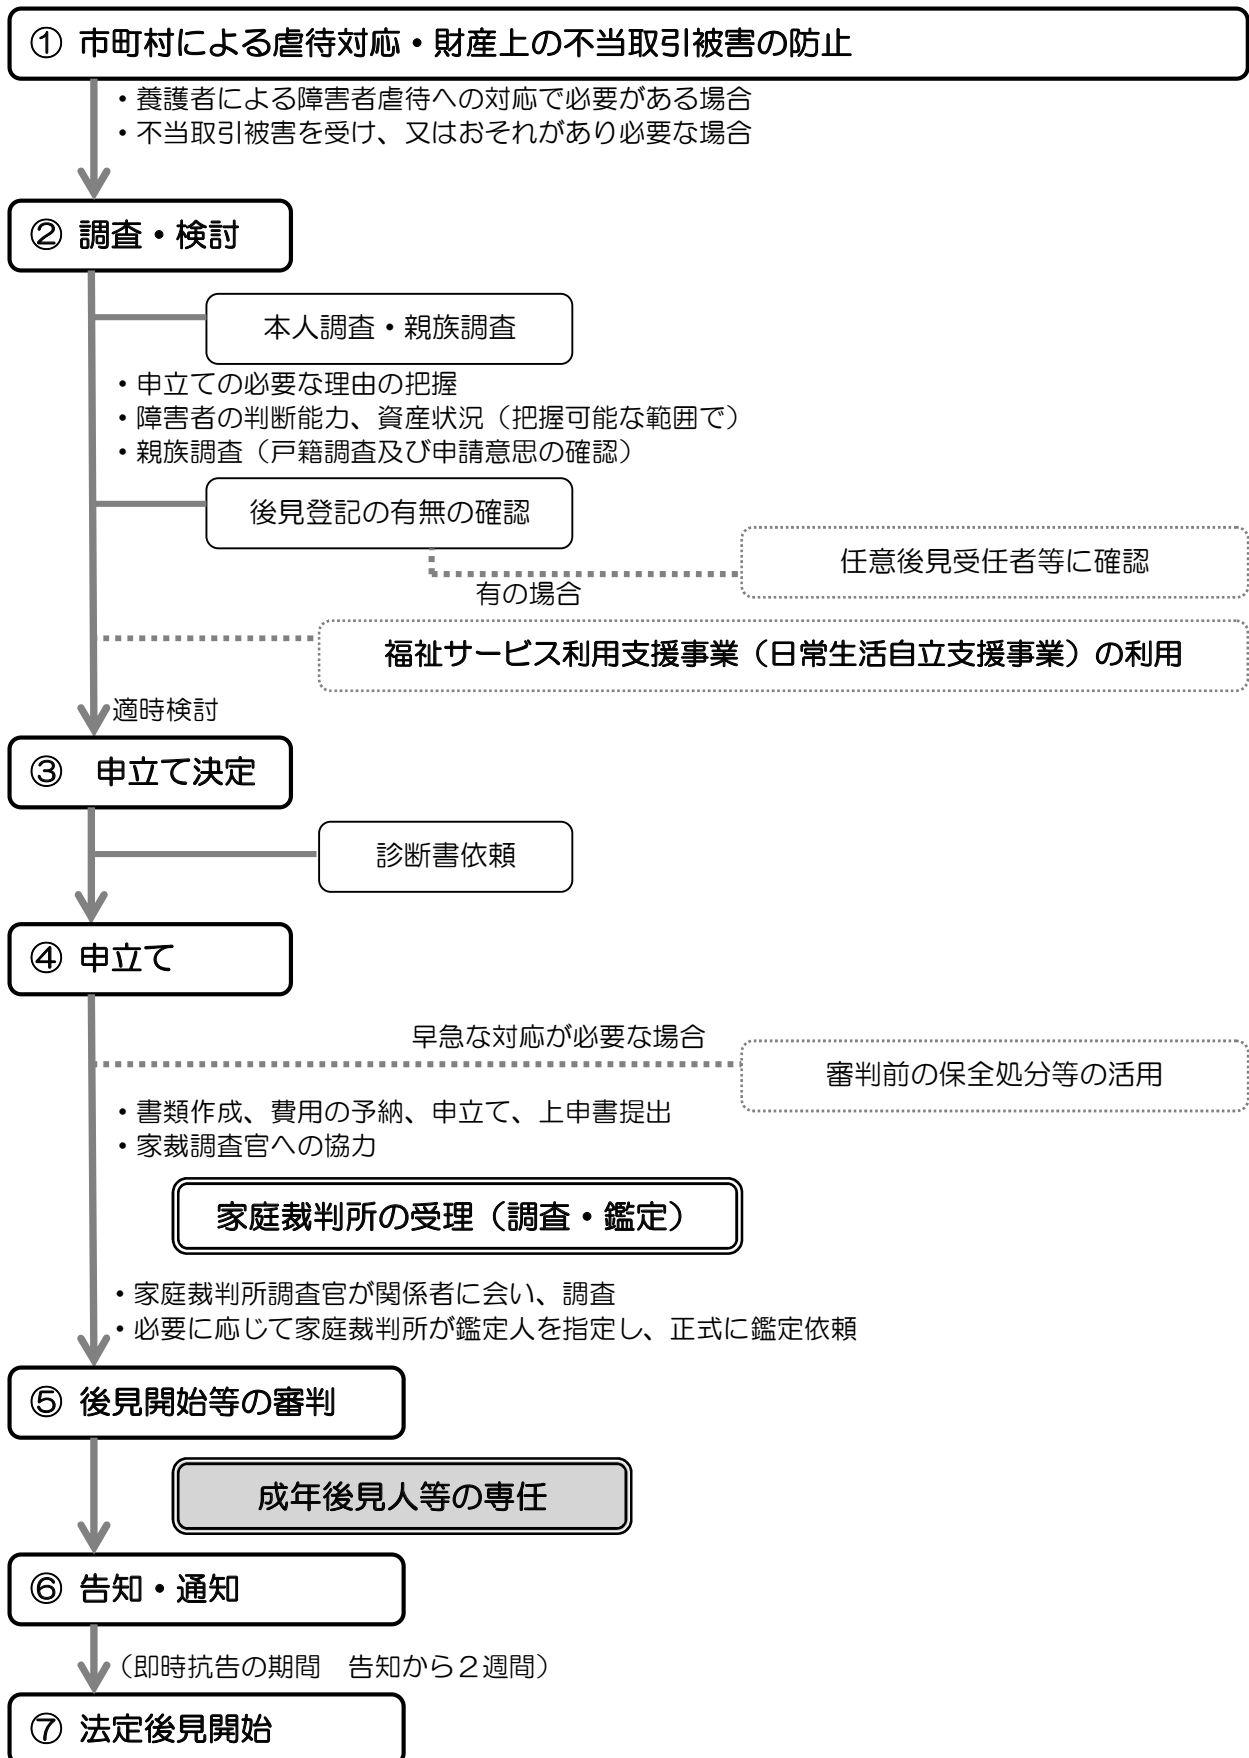 ① 市町村による虐待対応・財産上の不当取引被害の防止
・養護者による障害者虐待への対応で必要がある場合
・不当取引被害を受け、又はおそれがあり必要な場合
② 調査・検討
本人調査・親族調査
・申立ての必要な理由の把握
・障害者の判断能力、資産状況（把握可能な範囲で）
・親族調査（戸籍調査及び申請意思の確認）
後見登記の有無の確認
任意後見受任者等に確認
有の場合
福祉サービス利用支援事業（日常生活自立支援事業）の利用
適時検討
③　申立て決定
診断書依頼
④ 申立て
早急な対応が必要な場合
審判前の保全処分等の活用
・書類作成、費用の予納、申立て、上申書提出
・家裁調査官への協力
家庭裁判所の受理（調査・鑑定）
・家庭裁判所調査官が関係者に会い、調査
・必要に応じて家庭裁判所が鑑定人を指定し、正式に鑑定依頼
⑤ 後見開始等の審判
成年後見人等の専任
⑥ 告知・通知
（即時抗告の期間　告知から２週間）
⑦ 法定後見開始